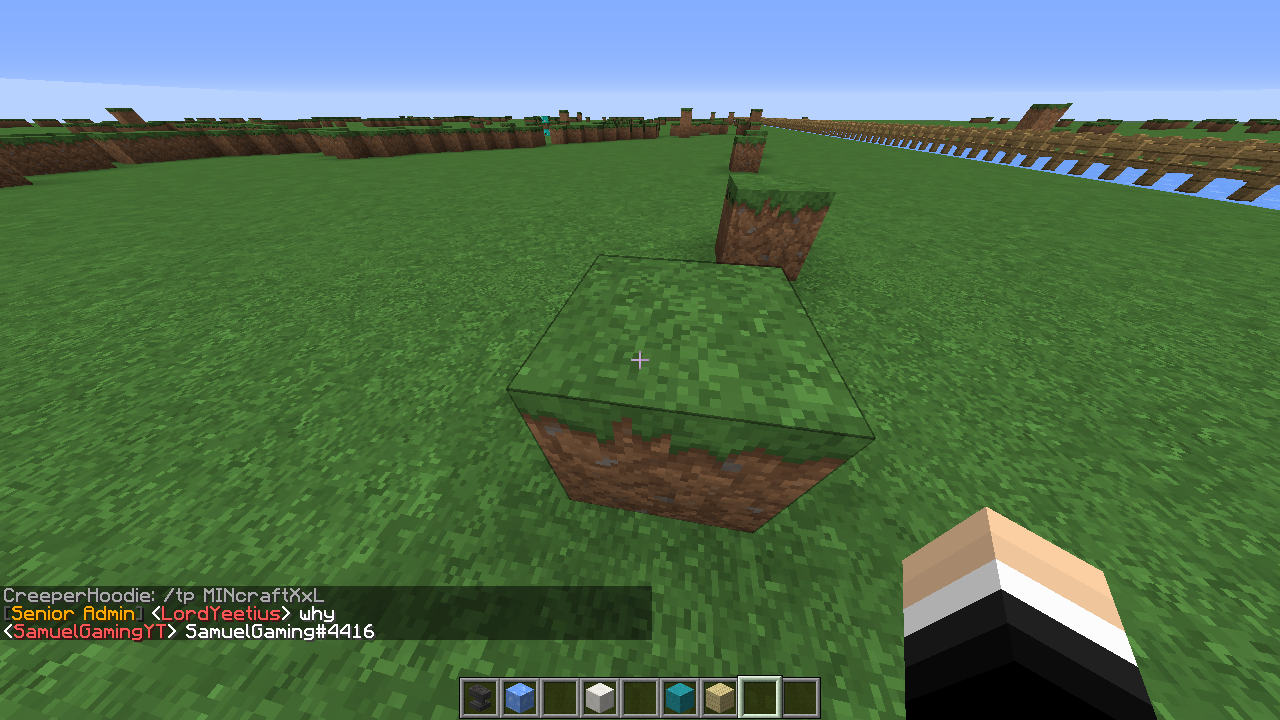 CreeperHoodie: /tp MINcraftXxL
[Senior Admin] <LordYeetius> why
<SamuelGamingYT> SamuelGaming#4416